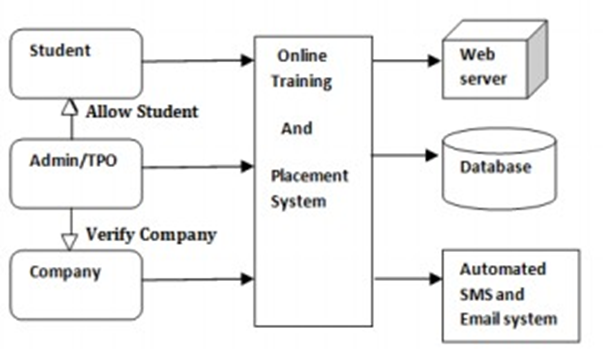 Student
Allow Student
Admin/TPO
Verify Company
Company
Online
Training
And
Placement
System
Web
server
Database
Automated
SMS and
Email system